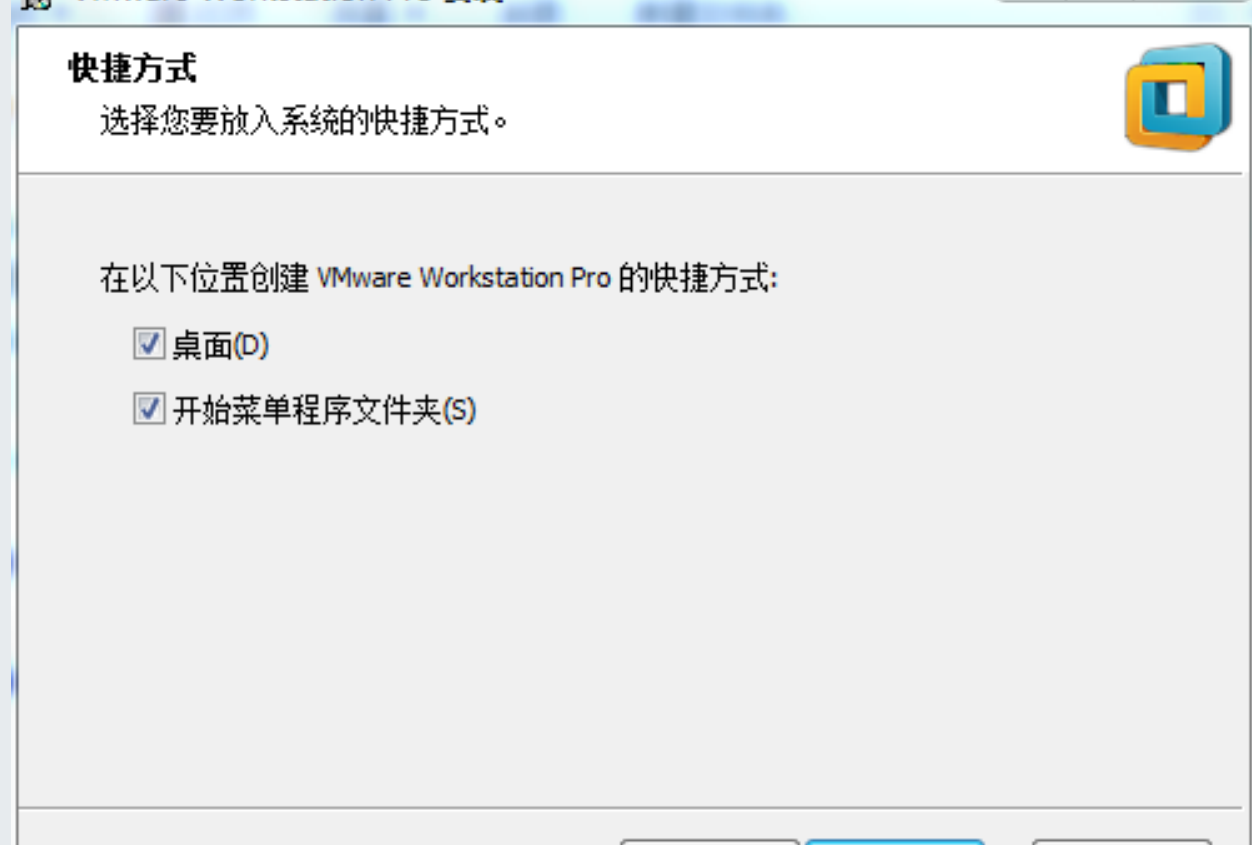 快捷方式
选择您要放入系统的快捷方式。
在以下位置创建 VMware Workstation Pro 的快捷方式:
桌面(D)
开始菜单程序文件夹(S)